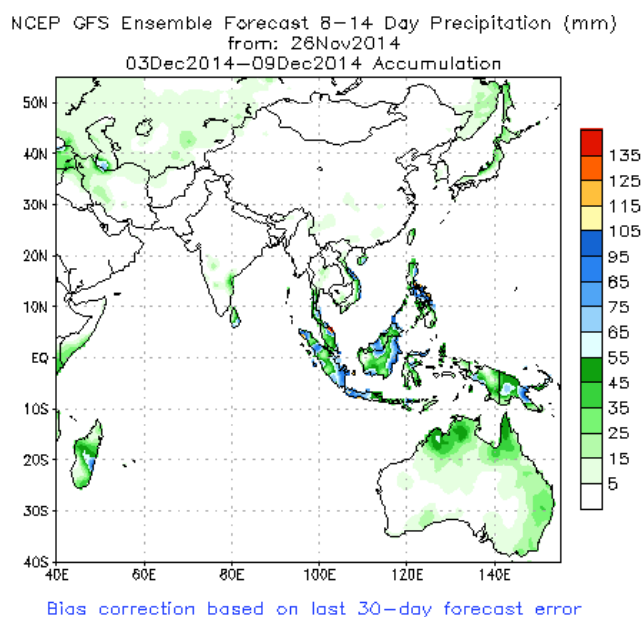 NCEP GFS Ensemble Forecast 8-14 Day Precipitation (mm)
from: 26Nov2014
03Dec2014-09Dec2014 Accumulation
50N
40N
30N
20N
10N
EQ
10S
20S
30S
40S
40E 60E 80E 100E 120E 140E
135
125
115
105
95
85
75
65
55
45
35
25
15
5
Bias correction based on last 30-day forecast error